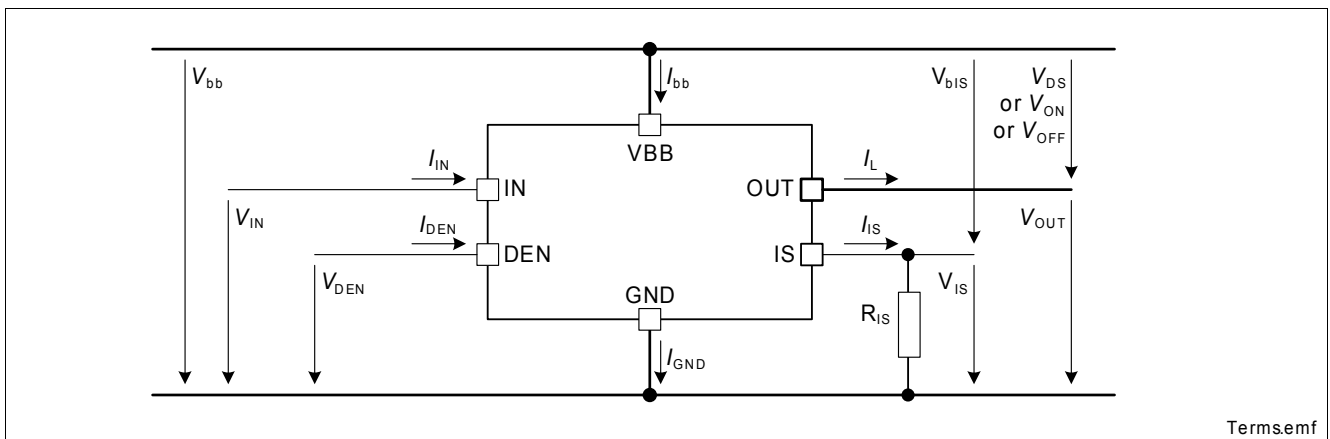 Vbb
Ibb
VbIS
VDS
or VON
or VOFF
VBB
IIN
IN
OUT
IL
VIN
IDEN
DEN
IS
IIS
VOUT
VDEN
GND
RIS
VIS
IGND
Terms.emf